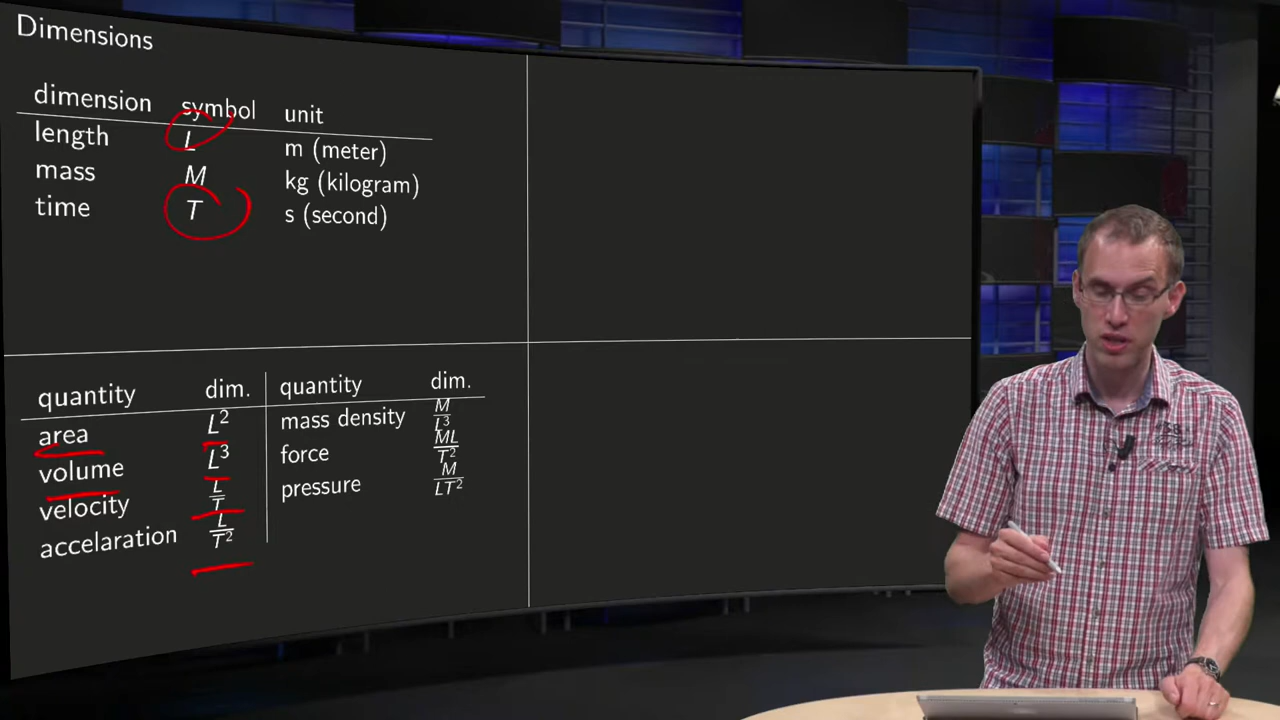 Dimensions
dimension symbol unit
length L m (meter)
mass M kg (kilogram)
time T s (second)
quantity dim. quantity dim.
area L² mass density M/L³
volume L³ force ML/T²
velocity L/T pressure M/LT²
accelaration L/T²